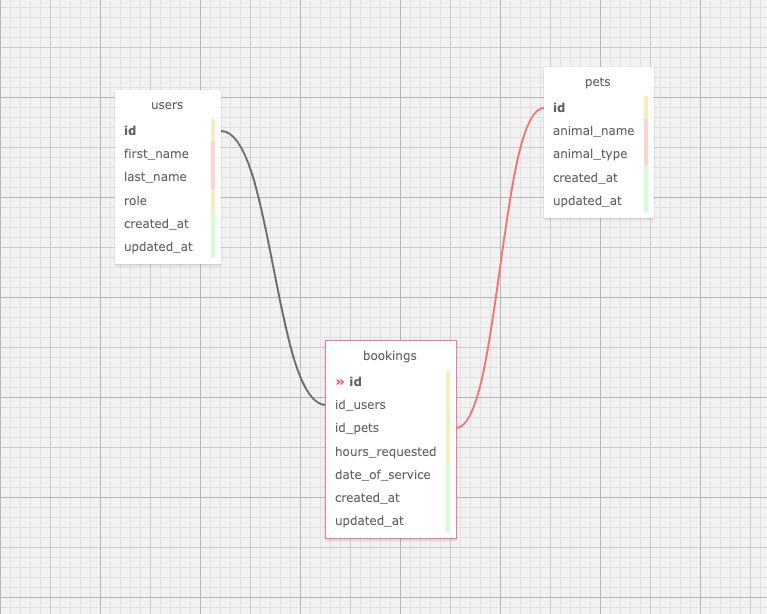 users
id
first_name
last_name
role
created_at
updated_at
pets
id
animal_name
animal_type
created_at
updated_at
bookings
» id
id_users
id_pets
hours_requested
date_of_service
created_at
updated_at